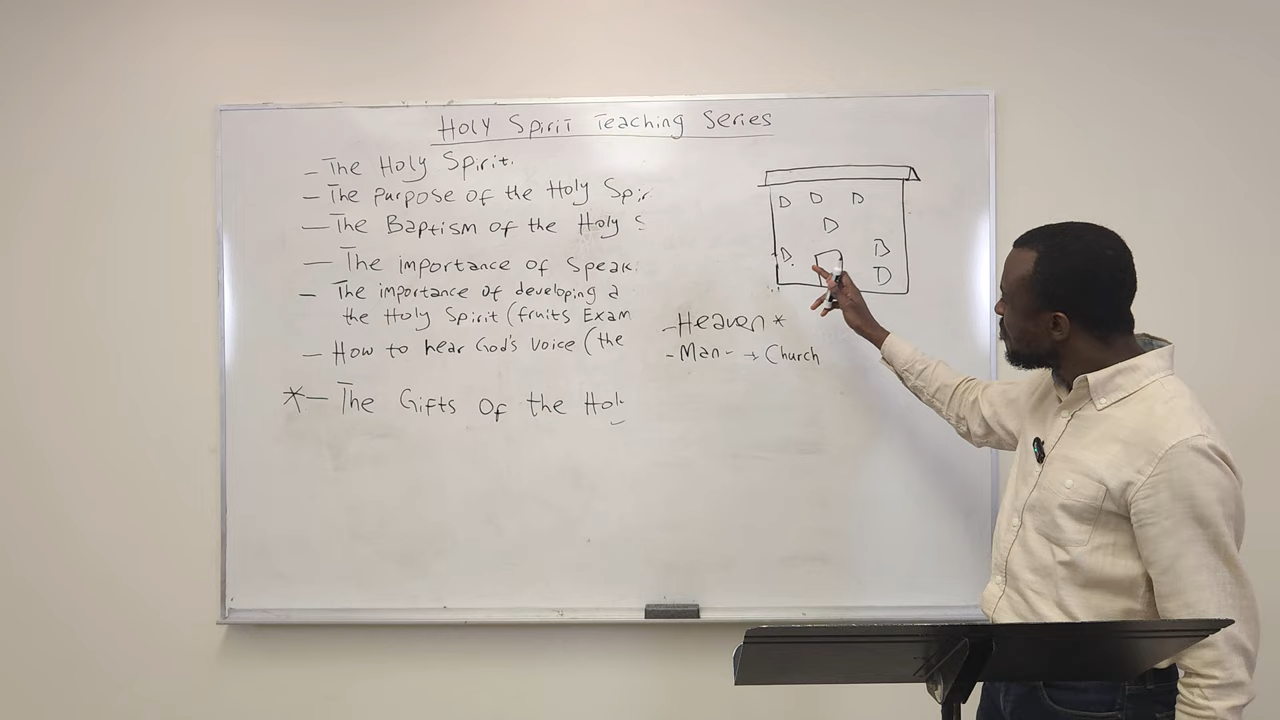 Holy Spirit Teaching Series
- The Holy Spirit.
- The Purpose of the Holy Spir
- The Baptism of the Holy S
- The importance of Speak
- The importance of developing a
the Holy Spirit (fruits Exam
- How to hear God's Voice (the
*- The Gifts Of the Hol
D D D
D
D D
D
- Heaven *
- Man - → Church